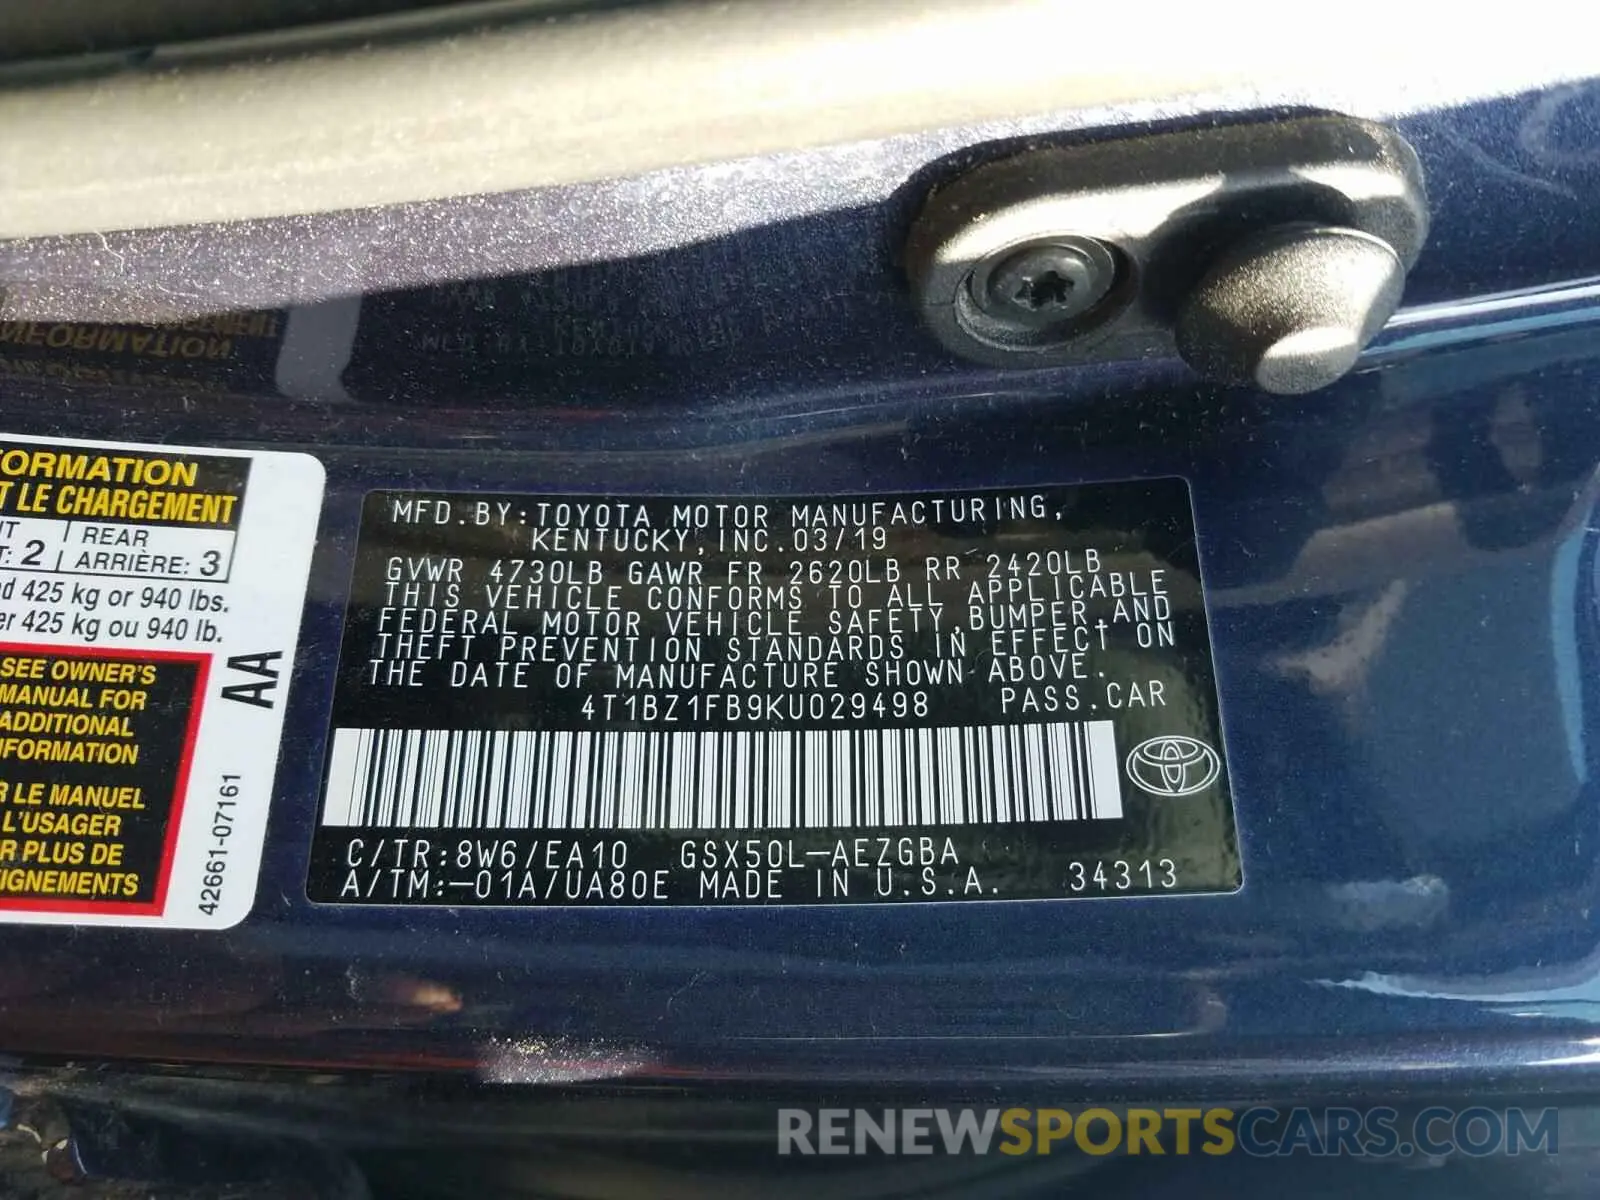 FORMATION
T LE CHARGEMENT
REAR
T: 2 ARRIÈRE: 3
d 425 kg or 940 lbs.
er 425 kg ou 940 lb.
SEE OWNER'S
MANUAL FOR
ADDITIONAL
NFORMATION
R LE MANUEL
L'USAGER
R PLUS DE
IGNEMENTS
AA
42661-07161
MFD.BY:TOYOTA MOTOR MANUFACTURING,
KENTUCKY,INC.03/19
GVWR 4730LB GAWR FR 2620LB RR 2420LB
THIS VEHICLE CONFORMS TO ALL APPLICABLE
FEDERAL MOTOR VEHICLE SAFETY,BUMPER,AND
THEFT PREVENTION STANDARDS IN EFFECT ON
THE DATE OF MANUFACTURE SHOWN ABOVE.
4T1BZ1FB9KU029498 PASS.CAR
C/TR:8W6/EA10 GSX50L-AEZGBA
A/TM:-01A/UA80E MADE IN U.S.A. 34313
RENEWSPORTSCARS.COM